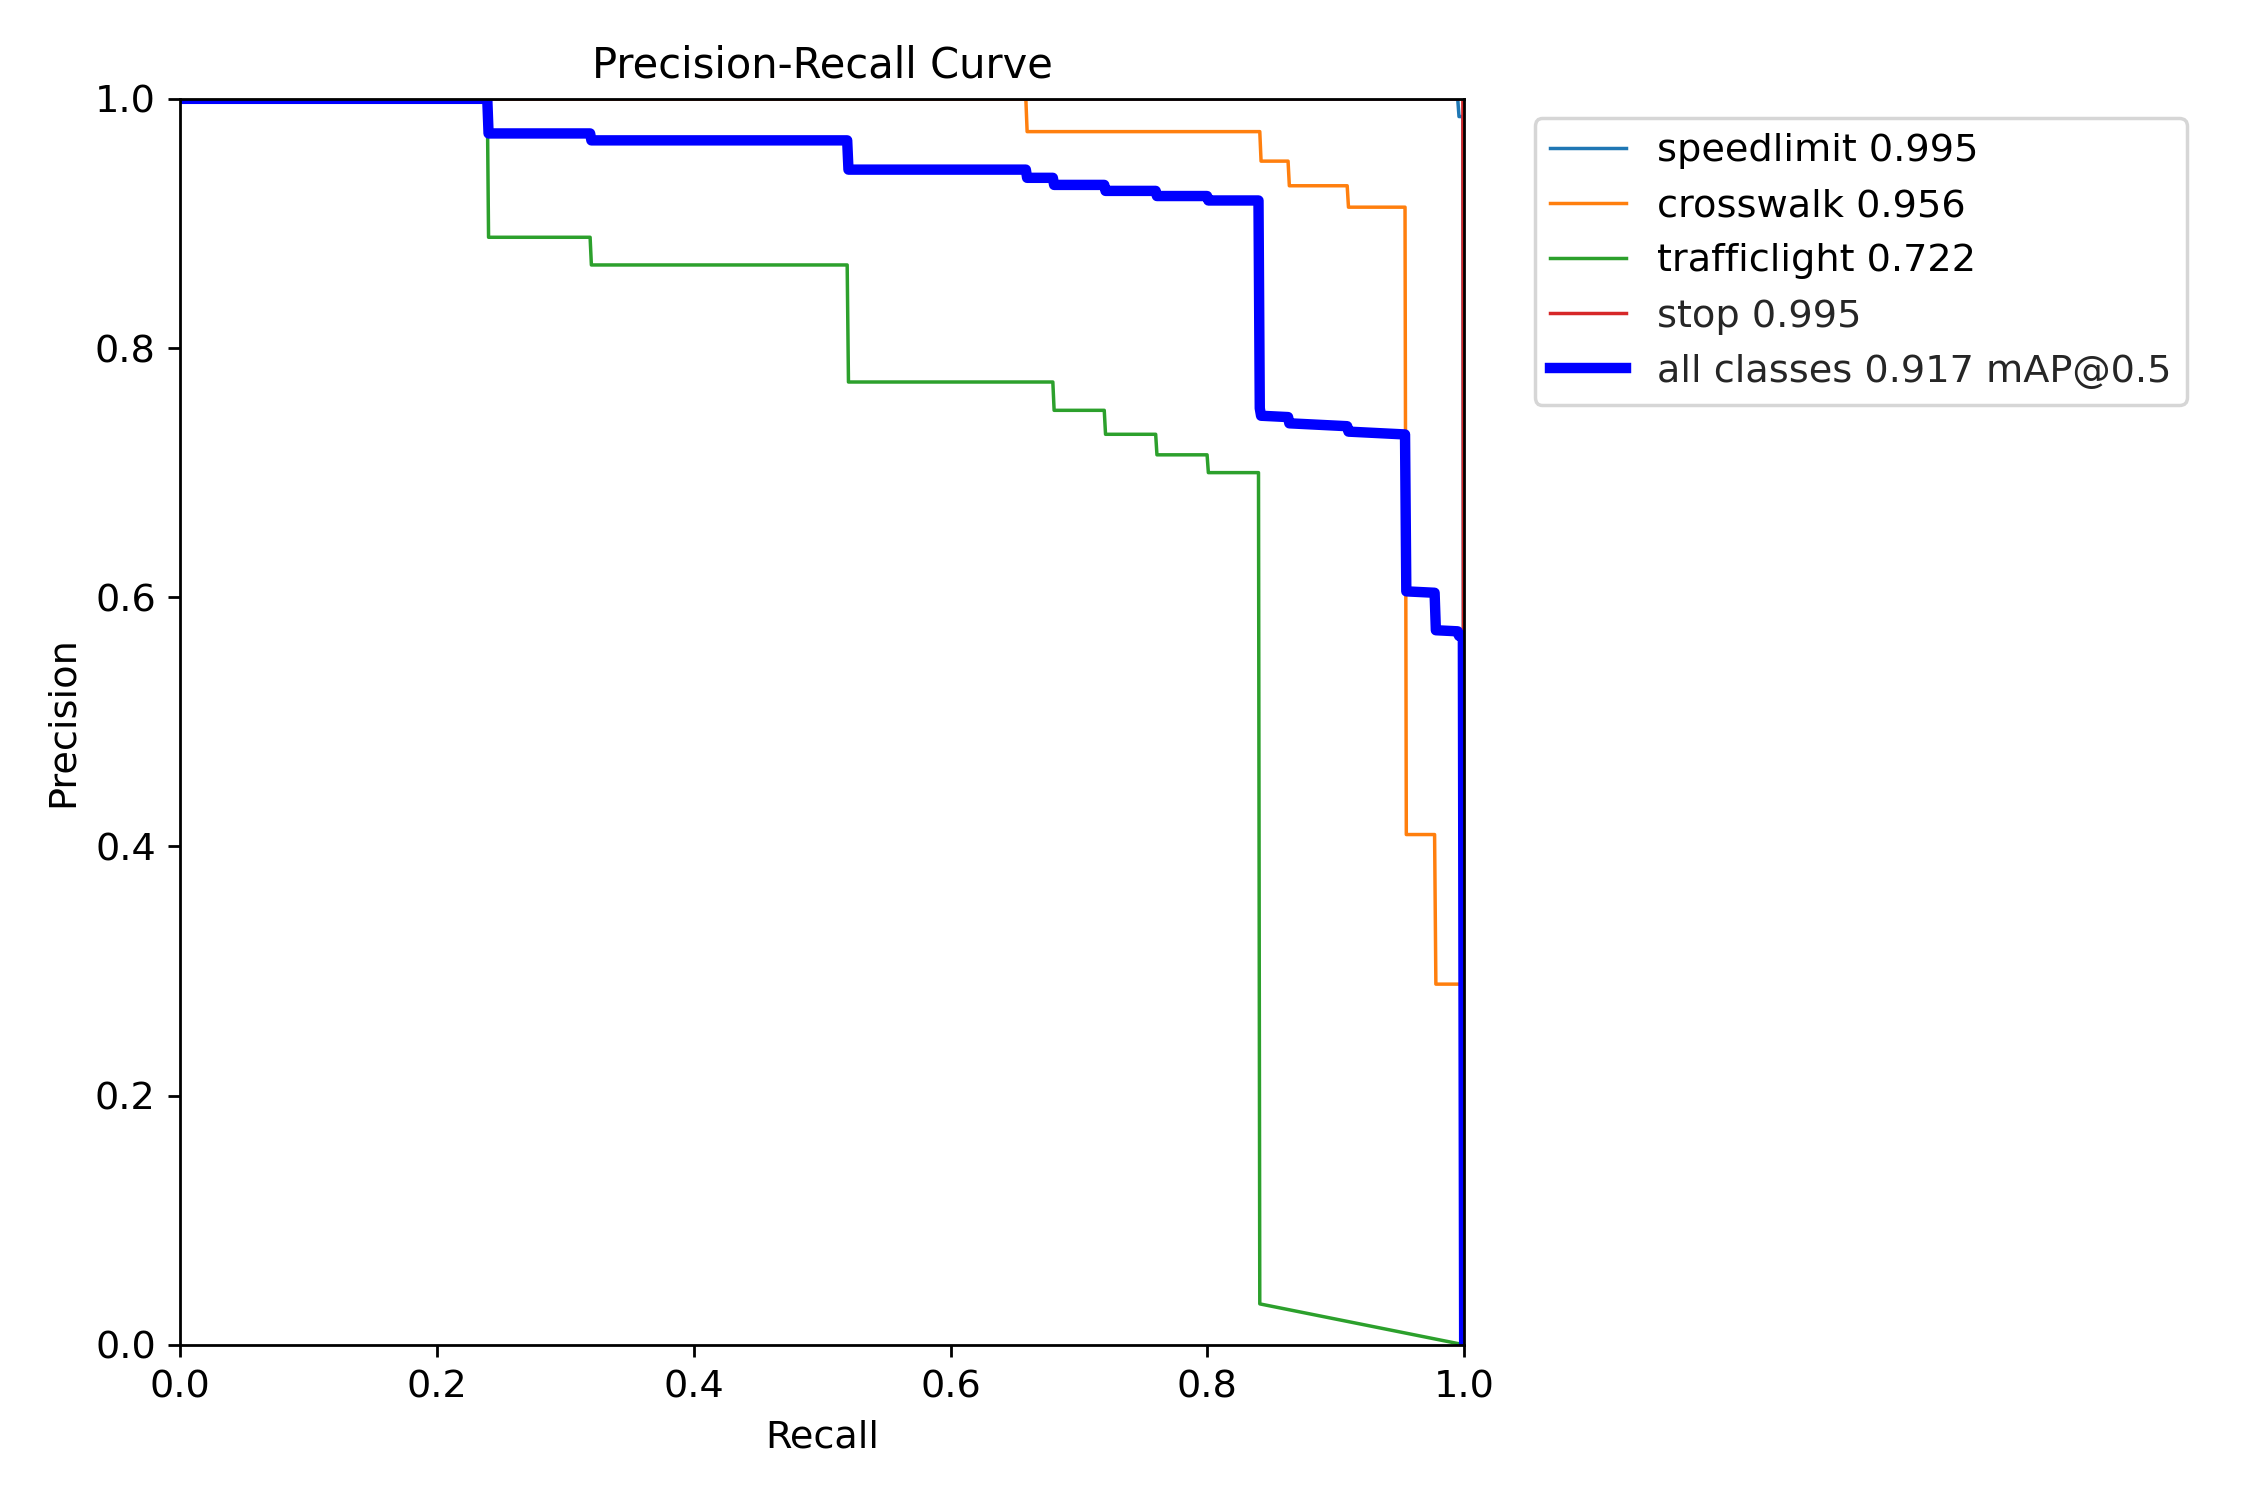 Precision-Recall Curve
1.0
0.8
0.6
0.4
0.2
0.0
Precision
0.0 0.2 0.4 0.6 0.8 1.0
Recall
speedlimit 0.995
crosswalk 0.956
trafficlight 0.722
stop 0.995
all classes 0.917 mAP@0.5